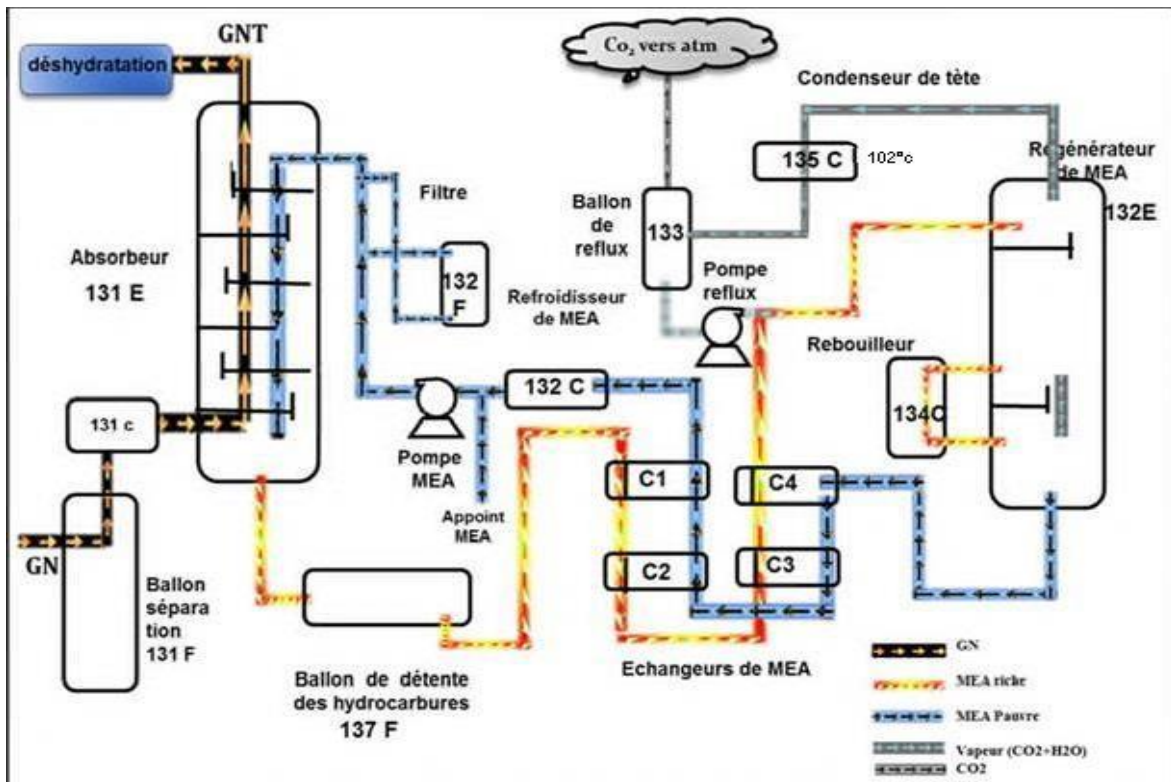 GNT
déshydratation
Co₂ vers atm
Condenseur de tète
135 C
102°c
Régénérateur
de MEA
132E
Filtre
Ballon
de
reflux
133
Absorbeur
131 E
132
F
Refroidisseur
de MEA
Pompe
reflux
Rebouilleur
132 C
134C
131 c
Pompe
MEA
C1
C4
Appoint
MEA
GN
C2
C3
Ballon
sépara
tion
131 F
Echangeurs de MEA
Ballon de détente
des hydrocarbures
137 F
GN
MEA riche
MEA Pauvre
Vapeur (CO2+H2O)
CO2